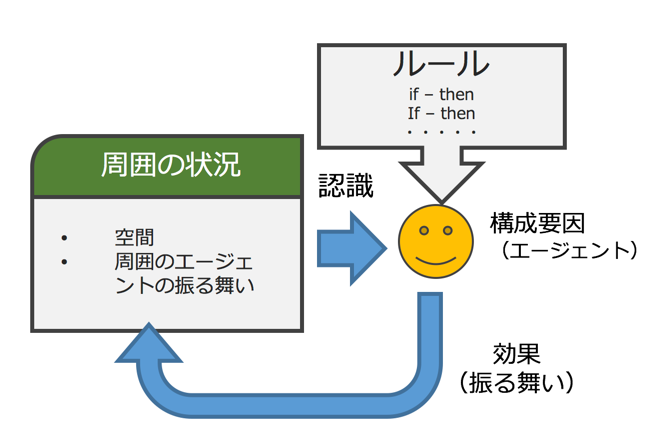 ルール
if – then
If – then
・・・・・
周囲の状況
• 空間
• 周囲のエージェ
ントの振る舞い
認識
構成要因
（エージェント）
効果
（振る舞い）